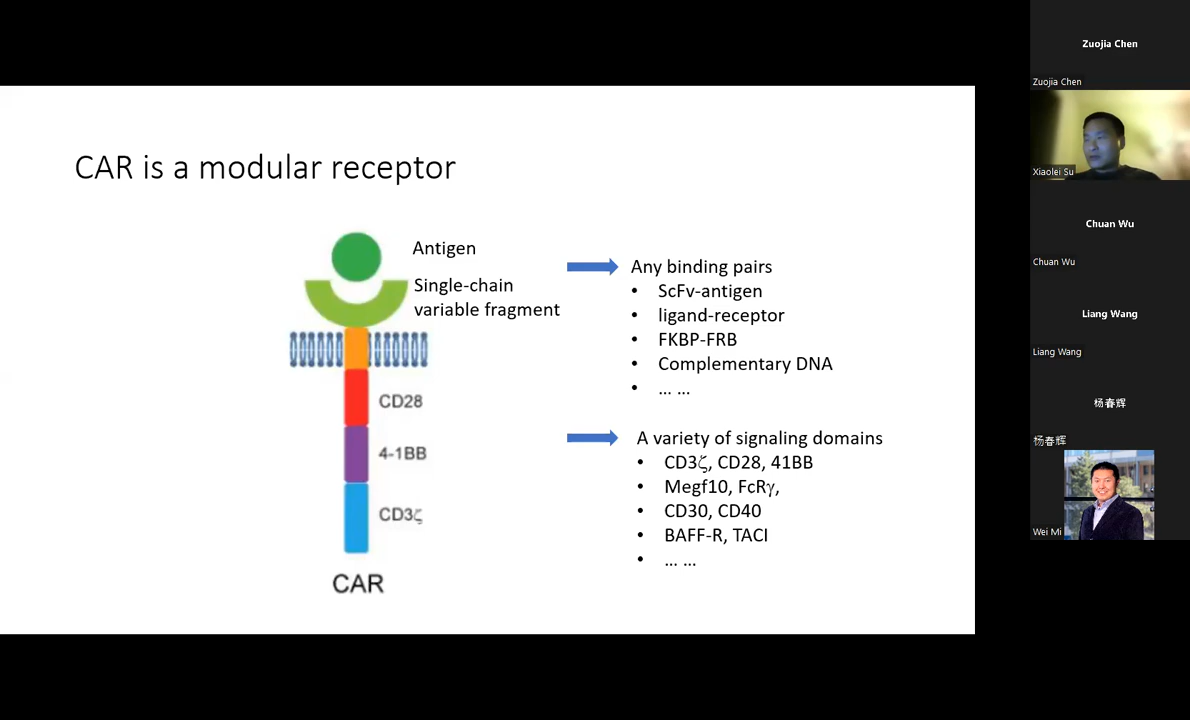 CAR is a modular receptor
Antigen
Single-chain
variable fragment
CD28
4-1BB
CD3ζ
CAR
Any binding pairs
• ScFv-antigen
• ligand-receptor
• FKBP-FRB
• Complementary DNA
• … …
A variety of signaling domains
• CD3ζ, CD28, 41BB
• Megf10, FcRγ,
• CD30, CD40
• BAFF-R, TACI
• … …
Zuojia Chen
Zuojia Chen
Xiaolei Su
Chuan Wu
Chuan Wu
Liang Wang
Liang Wang
杨春辉
杨春辉
Wei Mi